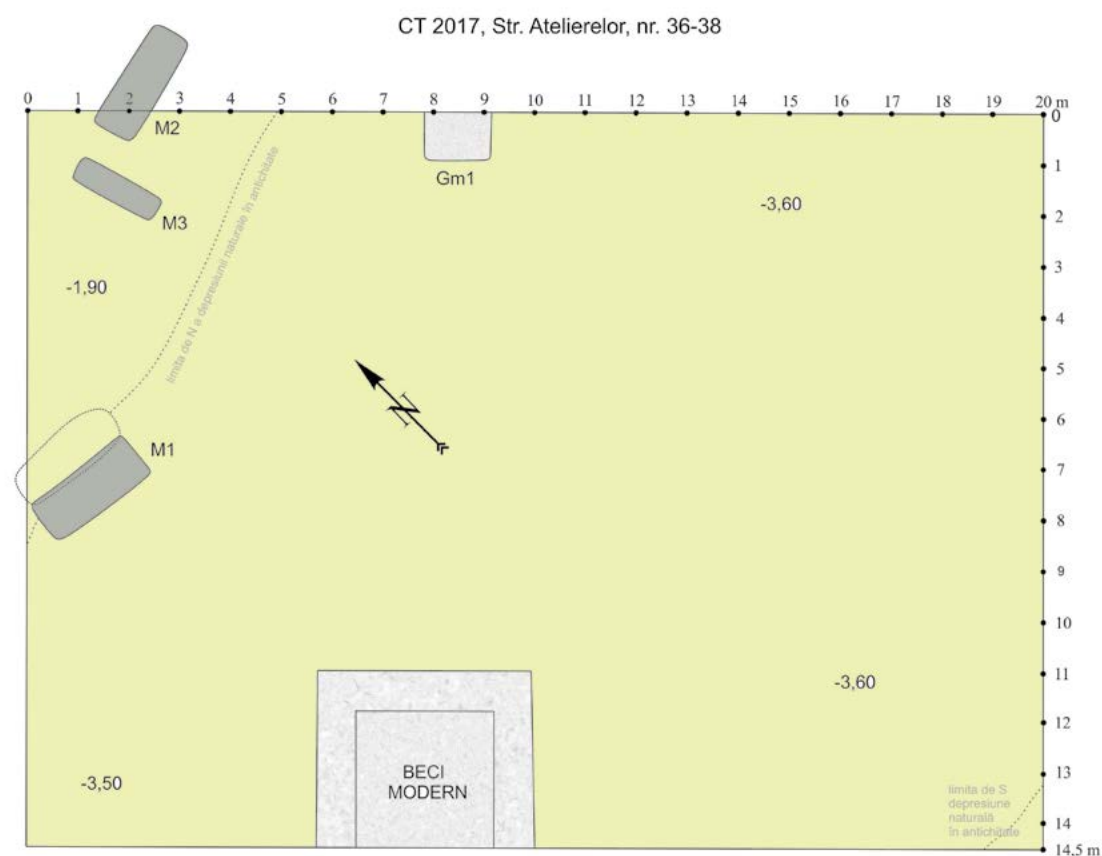 CT 2017, Str. Atelierelor, nr. 36-38
0 1 2 3 4 5 6 7 8 9 10 11 12 13 14 15 16 17 18 19 20 m
0
M2
1
Gm1
-3,60
2
M3
limita de N a depresiunii naturale în antichitate
3
-1,90
4
5
N
6
M1
7
8
9
10
11
-3,60
12
BECI
MODERN
13
-3,50
limita de S
depresiune
naturală
în antichitate
14
14,5 m